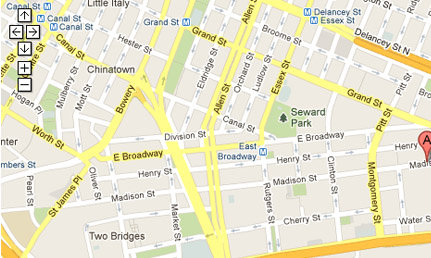 Little Italy
Canal St
Grand St
Allen St
Delancey St
Essex St
Canal St
Hester St
Grand St
Broome St
Delancey St N
Canal St
Chinatown
Eldridge St
Orchard St
Ludlow St
Essex St
Pitt St
Mulberry St
Mott St
Bowery
Allen St
Grand St
Seward
Park
Canal St
Pitt St
Worth St
Division St
E Broadway
East
Broadway
E Broadway
Henry St
Henry
A
Madison St
Henry St
Madison St
Pearl St
St James Pl
Oliver St
Market St
Rutgers St
Clinton St
Montgomery St
Cherry St
Water S
Two Bridges